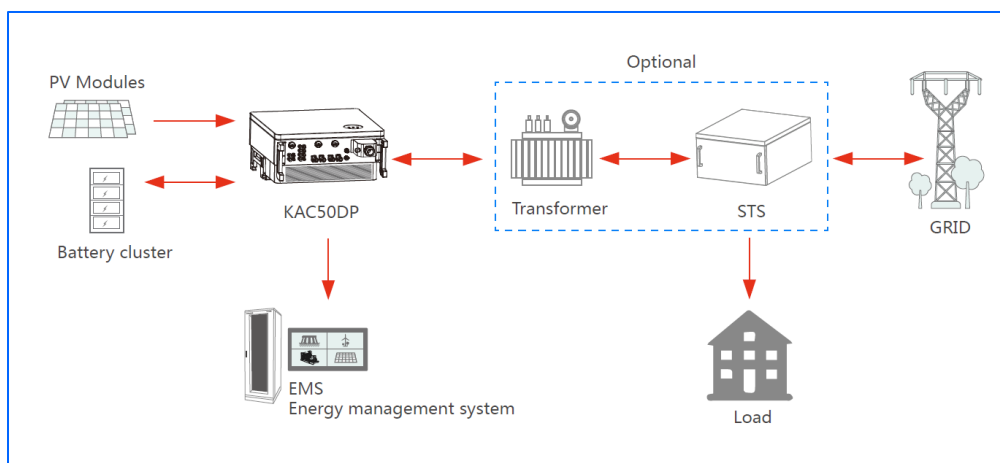 Optional
PV Modules
KAC50DP
Transformer
STS
GRID
Battery cluster
EMS
Energy management system
Load